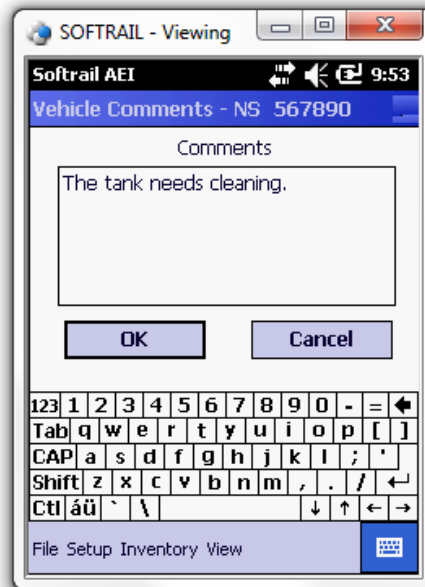 SOFTRAIL - Viewing
Softrail AEI 9:53
Vehicle Comments - NS 567890
Comments
The tank needs cleaning.
OK Cancel
123 1 2 3 4 5 6 7 8 9 0 - =
Tab q w e r t y u i o p [ ]
CAP a s d f g h j k l ; '
Shift z x c v b n m , . /
Ctl áü ` \
File Setup Inventory View